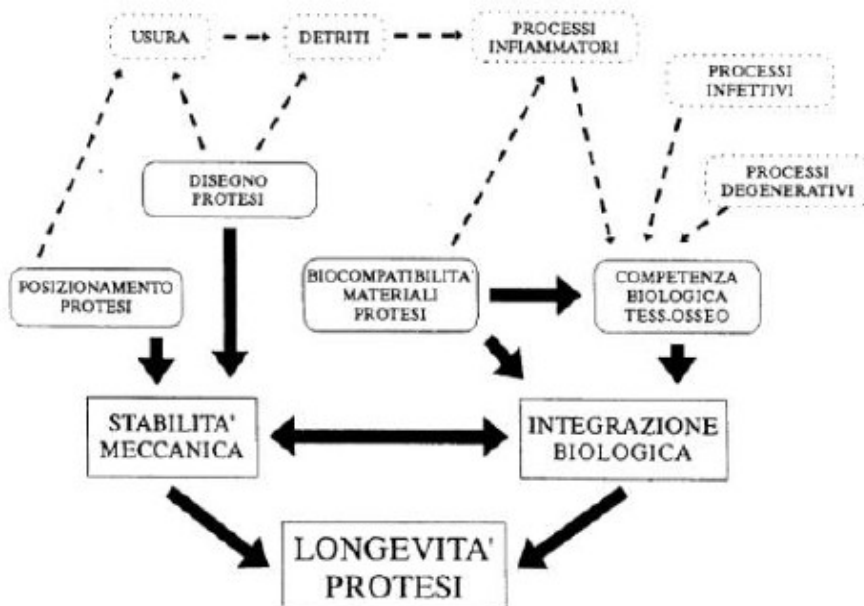 USURA
DETRITI
PROCESSI
INFIAMMATORI
PROCESSI
INFETTIVI
DISEGNO
PROTESI
PROCESSI
DEGENERATIVI
POSIZIONAMENTO
PROTESI
BIOCOMPATIBILITA'
MATERIALI
PROTESI
COMPETENZA
BIOLOGICA
TESS.OSSEO
STABILITA'
MECCANICA
INTEGRAZIONE
BIOLOGICA
LONGEVITA'
PROTESI